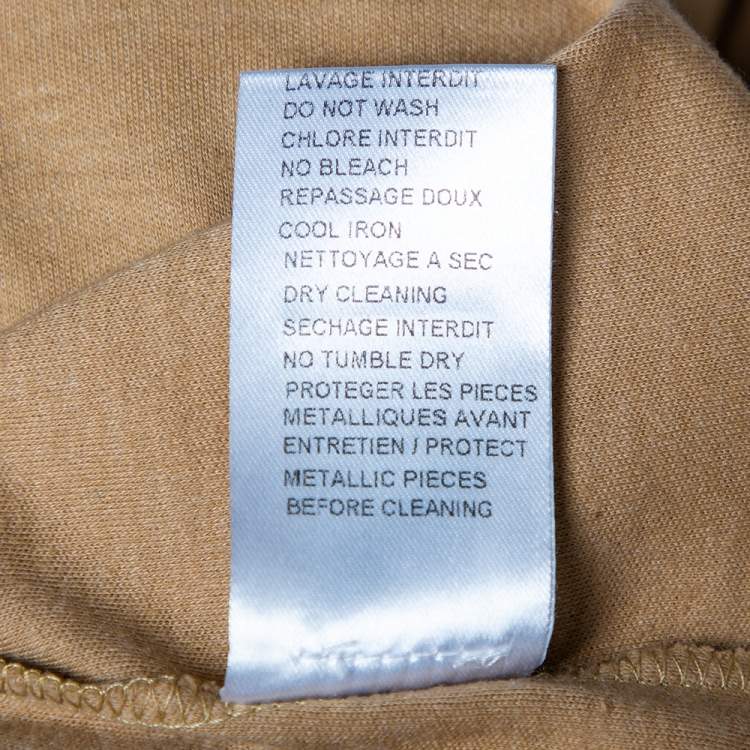 LAVAGE INTERDIT
DO NOT WASH
CHLORE INTERDIT
NO BLEACH
REPASSAGE DOUX
COOL IRON
NETTOYAGE A SEC
DRY CLEANING
SECHAGE INTERDIT
NO TUMBLE DRY
PROTEGER LES PIECES
METALLIQUES AVANT
ENTRETIEN / PROTECT
METALLIC PIECES
BEFORE CLEANING